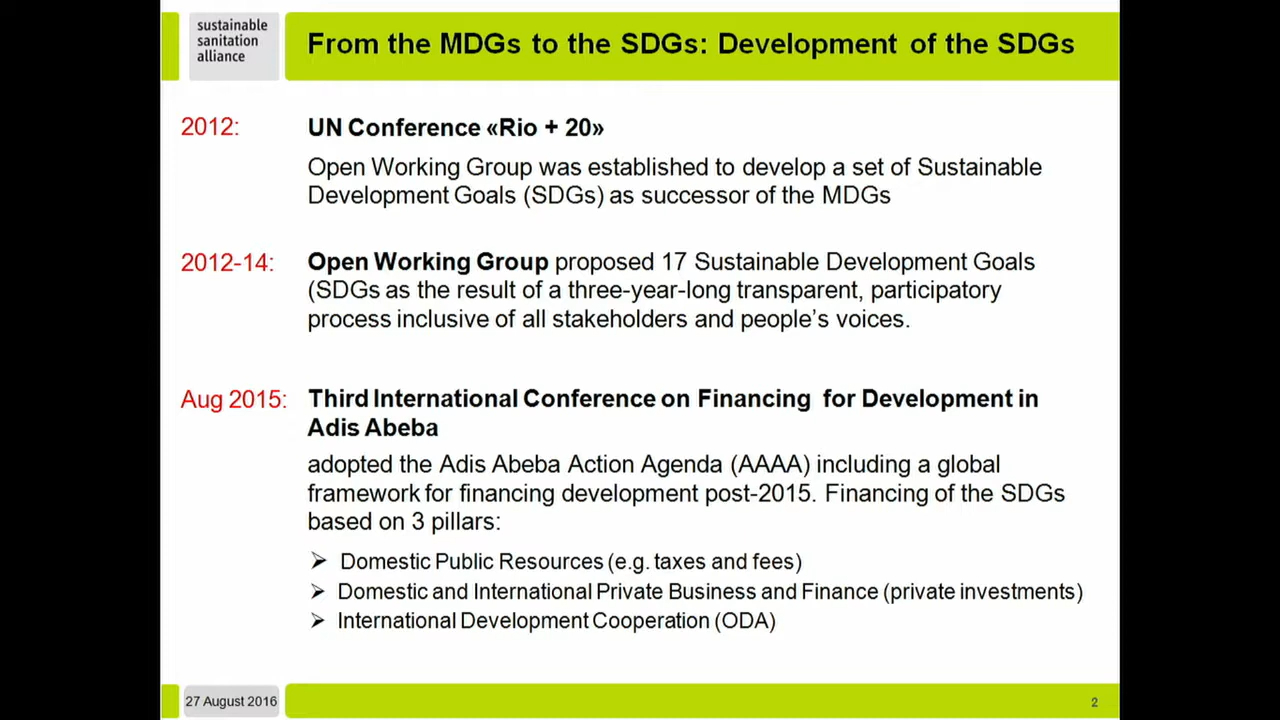 sustainable
sanitation
alliance
From the MDGs to the SDGs: Development of the SDGs
2012:
UN Conference «Rio + 20»
Open Working Group was established to develop a set of Sustainable
Development Goals (SDGs) as successor of the MDGs
2012-14:
Open Working Group proposed 17 Sustainable Development Goals
(SDGs as the result of a three-year-long transparent, participatory
process inclusive of all stakeholders and people’s voices.
Aug 2015:
Third International Conference on Financing for Development in
Adis Abeba
adopted the Adis Abeba Action Agenda (AAAA) including a global
framework for financing development post-2015. Financing of the SDGs
based on 3 pillars:
➢ Domestic Public Resources (e.g. taxes and fees)
➢ Domestic and International Private Business and Finance (private investments)
➢ International Development Cooperation (ODA)
27 August 2016
2